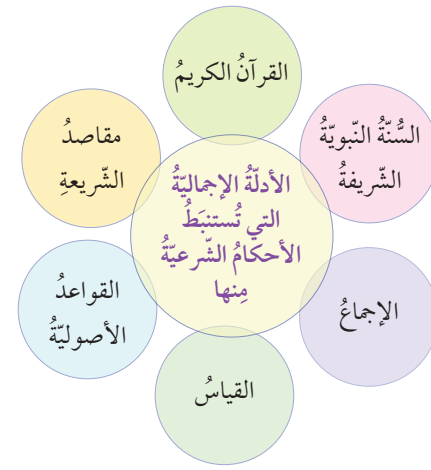 القرآنُ الكريمُ
السُّنّةُ النّبويّةُ
الشّريفةُ
الإجماعُ
القياسُ
القواعدُ
الأصوليّةُ
مقاصدُ
الشّريعةِ
الأدلّةُ الإجماليّةُ
التي تُستنبَطُ
الأحكامُ الشّرعيّةُ
مِنها